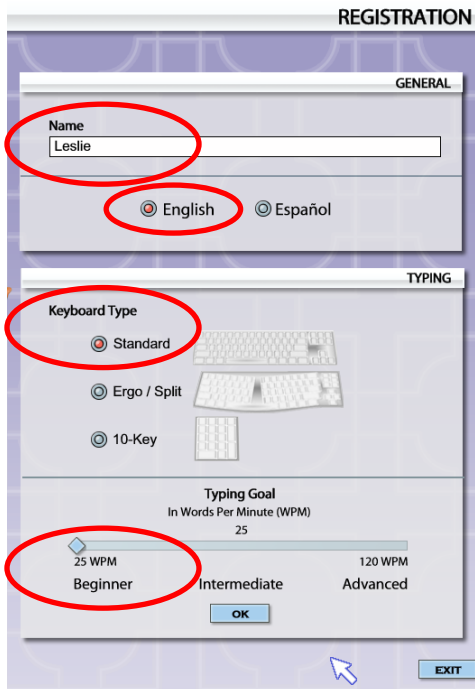 REGISTRATION
GENERAL
Name
Leslie
English Español
TYPING
Keyboard Type
Standard
Ergo / Split
10-Key
Typing Goal
In Words Per Minute (WPM)
25
25 WPM 120 WPM
Beginner Intermediate Advanced
OK
EXIT